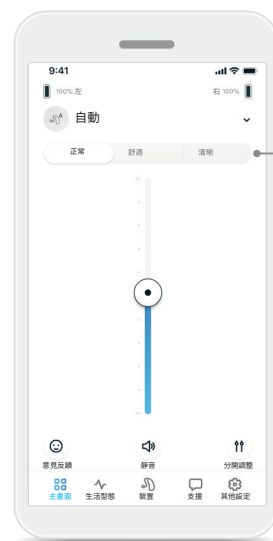 9:41
100% 左 右 100%
自動
正常 舒適 清晰
意見反饋 靜音 分開調整
主畫面 生活型態 裝置 支援 其他設定